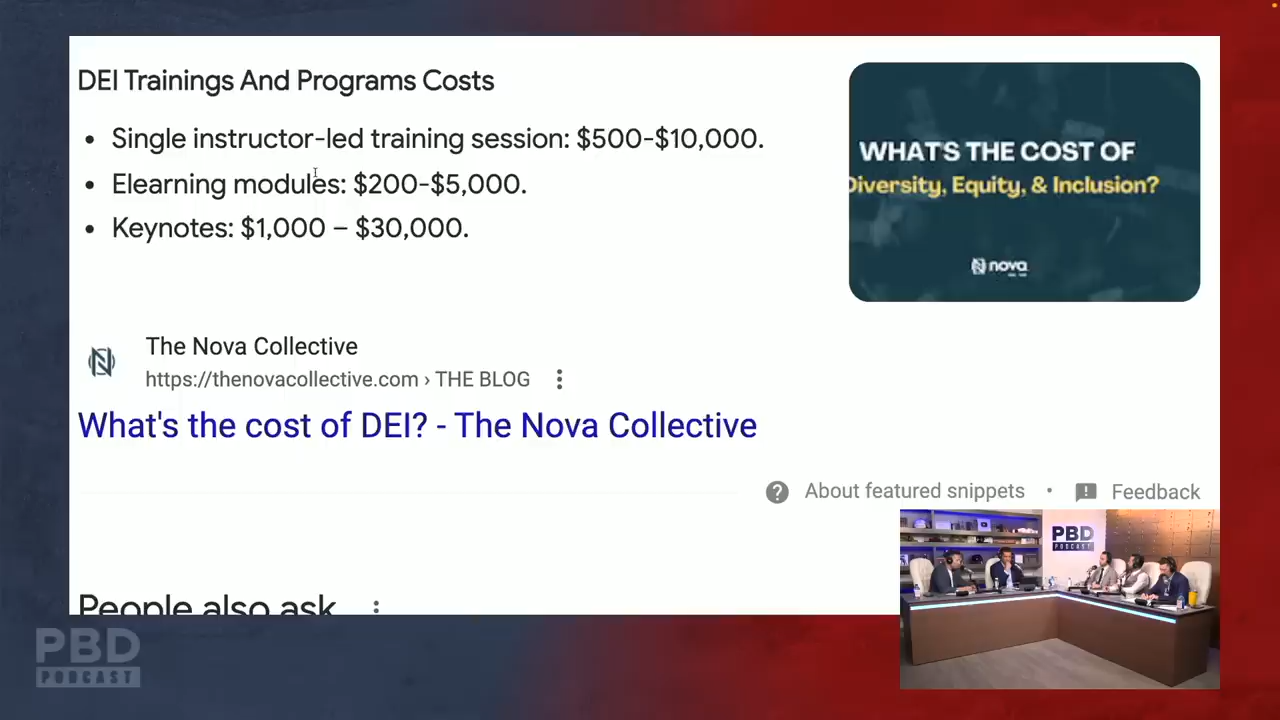 DEI Trainings And Programs Costs
• Single instructor-led training session: $500-$10,000.
• Elearning modules: $200-$5,000.
• Keynotes: $1,000 – $30,000.
WHAT'S THE COST OF
Diversity, Equity, & Inclusion?
nova
The Nova Collective
https://thenovacollective.com › THE BLOG
What's the cost of DEI? - The Nova Collective
About featured snippets • Feedback
People also ask
PBD
PODCAST
PBD
PODCAST